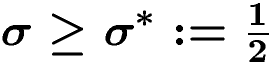 σ ≥ σ* := 1/2